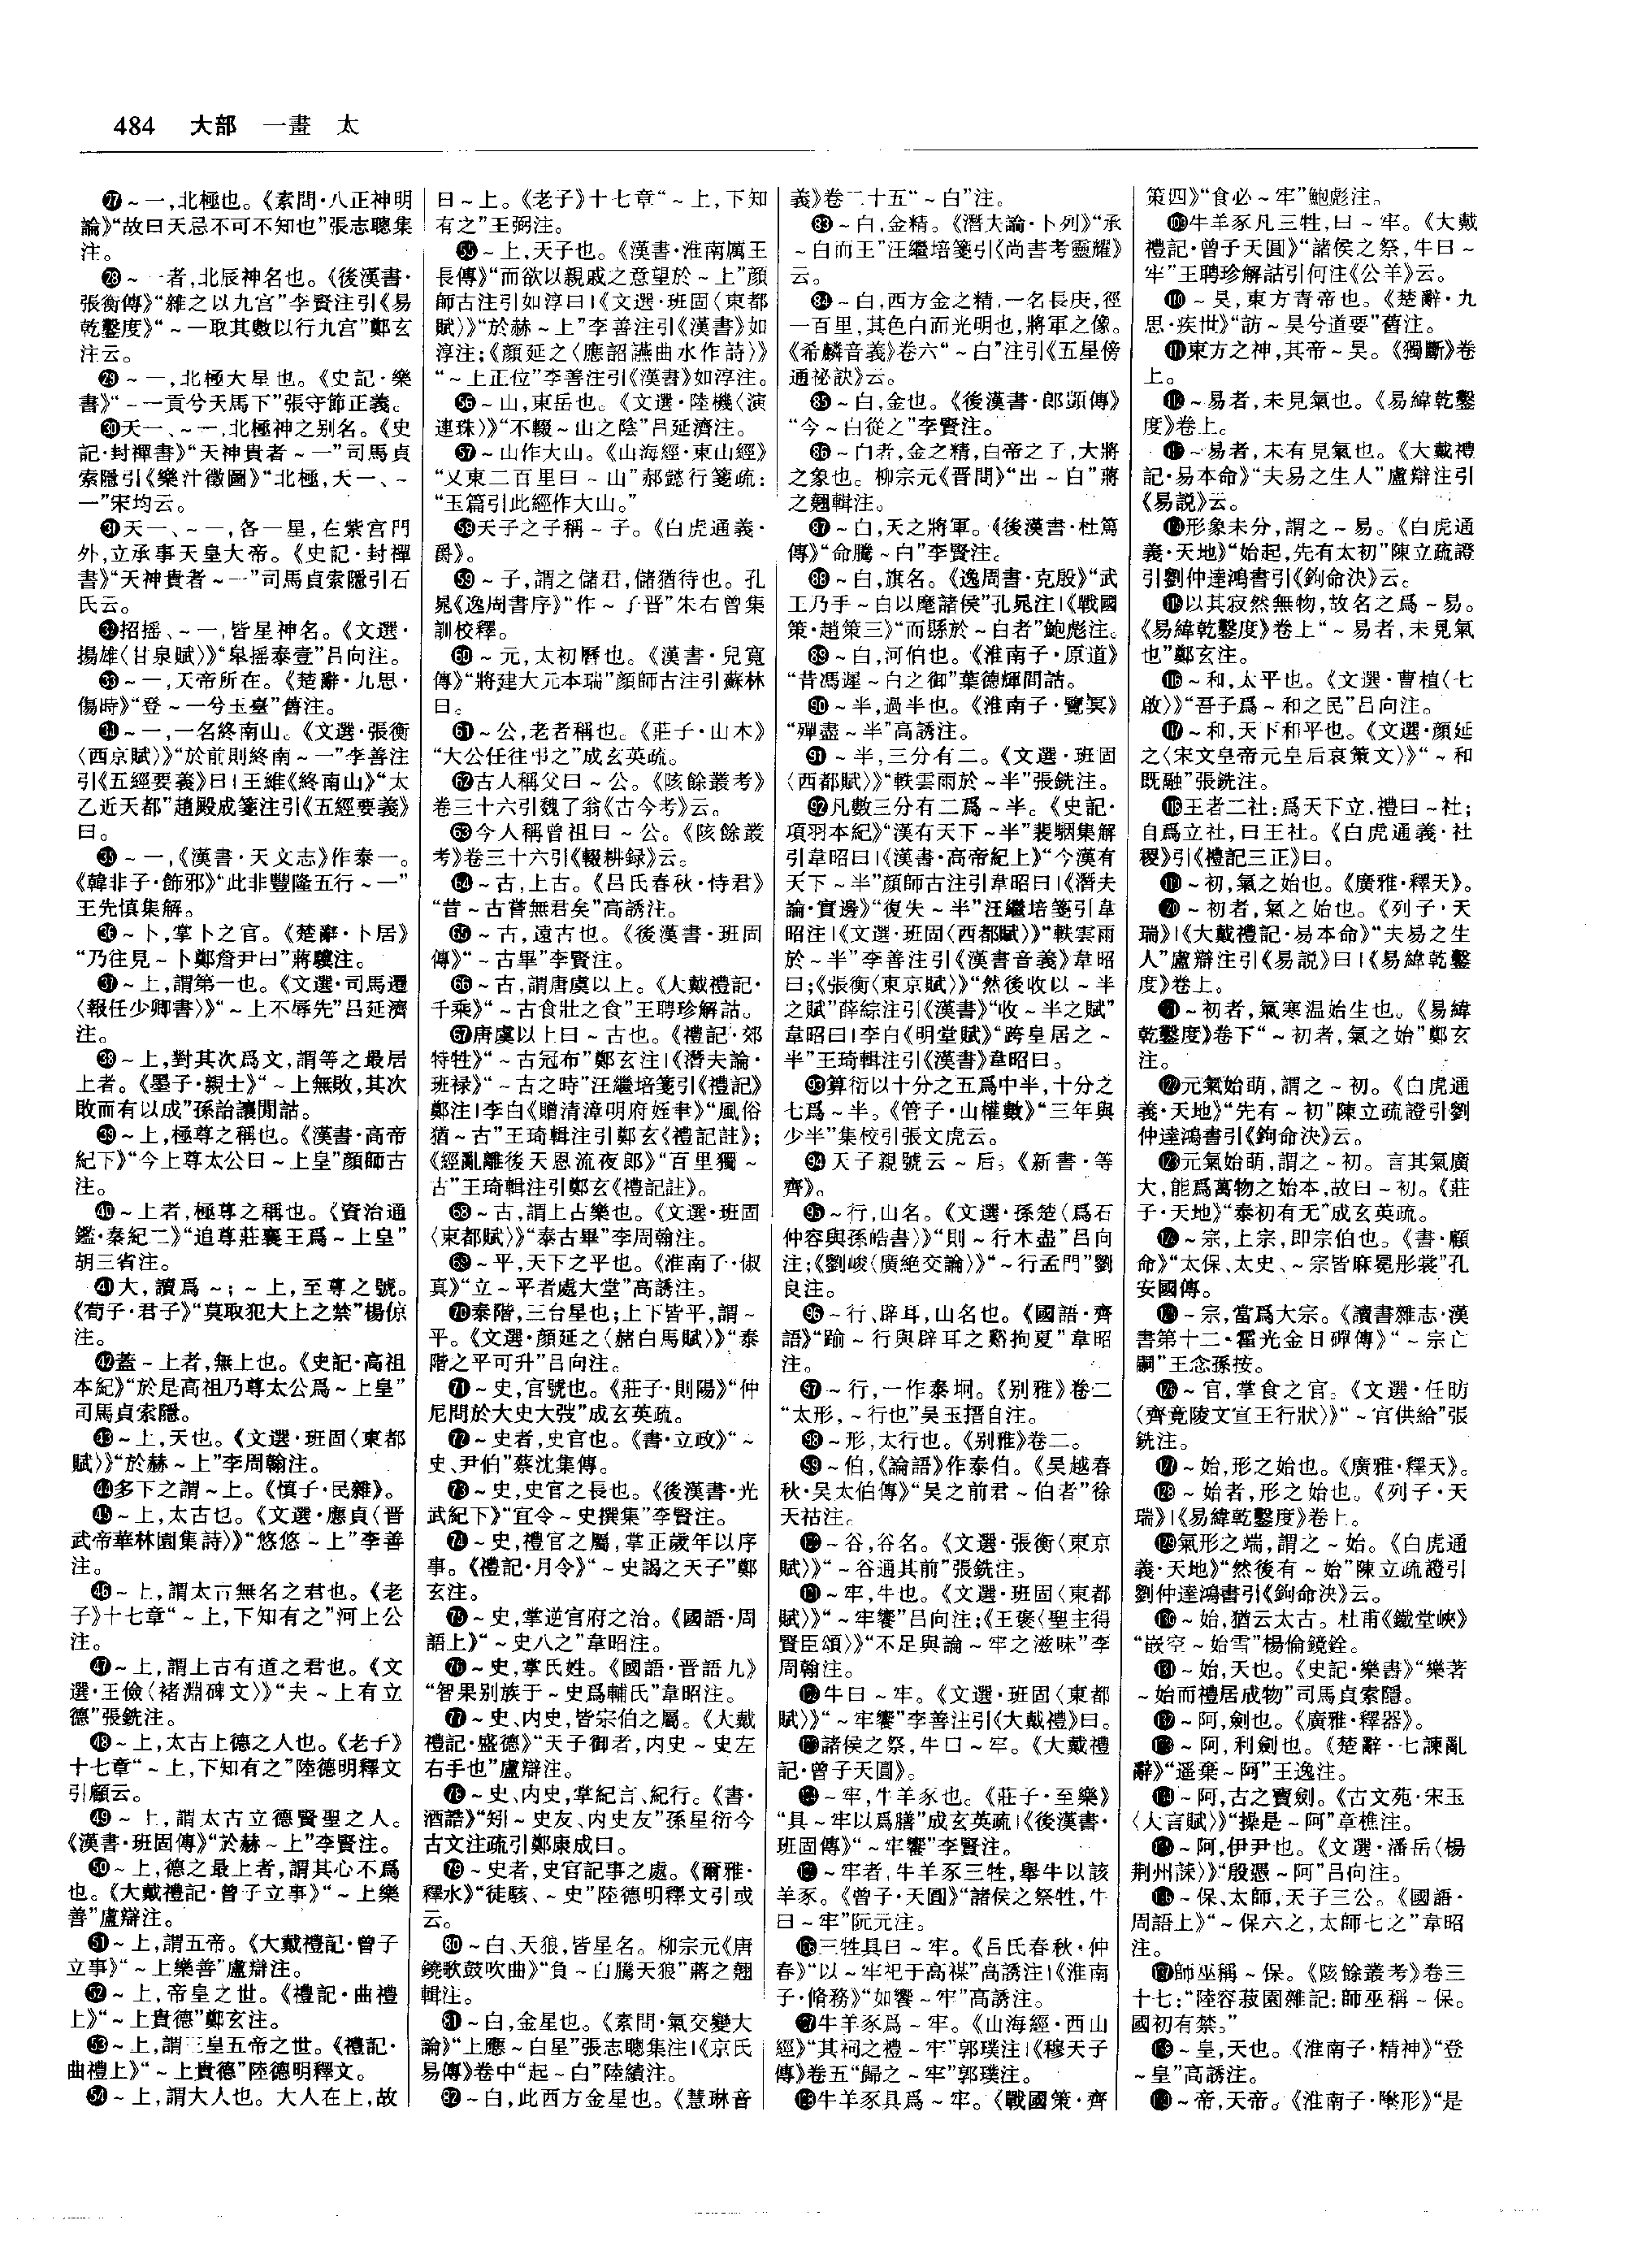 484 大部 一畫 太
㉗～一,北極也。《素問·八正神明
論》“故曰天忌不可不知也”張志聰集
注。
㉘～一者,北辰神名也。《後漢書·
張衡傳》“雜之以九宫”李賢注引《易
乾鑿度》“～一取其數以行九宫”鄭玄
注云。
㉙～一,北極大星也。《史記·樂
書》“～一貢兮天馬下”張守節正義。
㉚天一、～一,北極神之别名。《史
記·封禪書》“天神貴者～一”司馬貞
索隱引《樂汁徵圖》“北極,天一、～
一”宋均云。
㉛天一、～一,各一星,在紫宫門
外,立承事天皇大帝。《史記·封禪
書》“天神貴者～一”司馬貞索隱引石
氏云。
㉜招摇、～一,皆星神名。《文選·
揚雄〈甘泉賦〉》“皋摇泰壹”吕向注。
㉝～一,天帝所在。《楚辭·九思·
傷時》“登～一兮玉臺”舊注。
㉞～一,一名終南山。《文選·張衡
〈西京賦〉》“於前則終南～一”李善注
引《五經要義》曰|王維《終南山》“太
乙近天都”趙殿成箋注引《五經要義》
曰。
㉟～一,《漢書·天文志》作泰一。
《韓非子·飾邪》“此非豐隆五行～一”
王先慎集解。
㊱～卜,掌卜之官。《楚辭·卜居》
“乃往見～卜鄭詹尹曰”蔣驥注。
㊲～上,謂第一也。《文選·司馬遷
〈報任少卿書〉》“～上不辱先”吕延濟
注。
㊳～上,對其次爲文,謂等之最居
上者。《墨子·親士》“～上無敗,其次
敗而有以成”孫詒讓閒詁。
㊴～上,極尊之稱也。《漢書·高帝
紀下》“今上尊太公曰～上皇”顔師古
注。
㊵～上者,極尊之稱也。《資治通
鑑·秦紀二》“追尊莊襄王爲～上皇”
胡三省注。
㊶大,讀爲～;～上,至尊之號。
《荀子·君子》“莫取犯大上之禁”楊倞
注。
㊷蓋～上者,無上也。《史記·高祖
本紀》“於是高祖乃尊太公爲～上皇”
司馬貞索隱。
㊸～上,天也。《文選·班固〈東都
賦〉》“於赫～上”李周翰注。
㊹多下之謂～上。《慎子·民雜》。
㊺～上,太古也。《文選·應貞〈晋
武帝華林園集詩〉》“悠悠～上”李善
注。
㊻～上,謂太古無名之君也。《老
子》十七章“～上,下知有之”河上公
注。
㊼～上,謂上古有道之君也。《文
選·王儉〈褚淵碑文〉》“夫～上有立
德”張銑注。
㊽～上,太古上德之人也。《老子》
十七章“～上,下知有之”陸德明釋文
引顧云。
㊾～上,謂太古立德賢聖之人。
《漢書·班固傳》“於赫～上”李賢注。
㊿～上,德之最上者,謂其心不爲
也。《大戴禮記·曾子立事》“～上樂
善”盧辯注。
51～上,謂五帝。《大戴禮記·曾子
立事》“～上樂善”盧辯注。
52～上,帝皇之世。《禮記·曲禮
上》“～上貴德”鄭玄注。
53～上,謂三皇五帝之世。《禮記·
曲禮上》“～上貴德”陸德明釋文。
54～上,謂大人也。大人在上,故
曰～上。《老子》十七章“～上,下知
有之”王弼注。
55～上,天子也。《漢書·淮南厲王
長傳》“而欲以親戚之意望於～上”顔
師古注引如淳曰|《文選·班固〈東都
賦〉》“於赫～上”李善注引《漢書》如
淳注;《顔延之〈應詔讌曲水作詩〉》
“～上正位”李善注引《漢書》如淳注。
56～山,東岳也。《文選·陸機〈演
連珠〉》“不輟～山之陰”吕延濟注。
57～山作大山。《山海經·東山經》
“又東三百里曰～山”郝懿行箋疏:
“玉篇引此經作大山。”
58天子之子稱～子。《白虎通義·
爵》。
59～子,謂之儲君,儲猶待也。孔
晁《逸周書序》“作～子晋”朱右曾集
訓校釋。
60～元,太初曆也。《漢書·兒寬
傳》“將建大元本瑞”顔師古注引蘇林
曰。
61～公,老者稱也。《莊子·山木》
“大公任往弔之”成玄英疏。
62古人稱父曰～公。《陔餘叢考》
卷三十六引魏了翁《古今考》云。
63今人稱曾祖曰～公。《陔餘叢
考》卷三十六引《輟耕録》云。
64～古,上古。《吕氏春秋·恃君》
“昔～古嘗無君矣”高誘注。
65～古,遠古也。《後漢書·班固
傳》“～古畢”李賢注。
66～古,謂唐虞以上。《大戴禮記·
千乘》“～古食壯之食”王聘珍解詁。
67唐虞以上曰～古也。《禮記·郊
特牲》“～古冠布”鄭玄注|《潛夫論·
班禄》“～古之時”汪繼培箋引《禮記》
鄭注|李白《贈清漳明府姪聿》“風俗
猶～古”王琦輯注引鄭玄《禮記註》;
《經亂離後天恩流夜郎》“百里獨～
古”王琦輯注引鄭玄《禮記註》。
68～古,謂上古樂也。《文選·班固
〈東都賦〉》“泰古畢”李周翰注。
69～平,天下之平也。《淮南子·俶
真》“立～平者處大堂”高誘注。
70泰階,三台星也;上下皆平,謂～
平。《文選·顔延之〈赭白馬賦〉》“泰
階之平可升”吕向注。
71～史,官號也。《莊子·則陽》“仲
尼問於大史大弢”成玄英疏。
72～史者,史官也。《書·立政》“～
史、尹伯”蔡沈集傳。
73～史,史官之長也。《後漢書·光
武紀下》“宜令～史撰集”李賢注。
74～史,禮官之屬,掌正歲年以序
事。《禮記·月令》“～史謁之天子”鄭
玄注。
75～史,掌逆官府之治。《國語·周
語上》“～史八之”韋昭注。
76～史,掌氏姓。《國語·晋語九》
“智果别族于～史爲輔氏”韋昭注。
77～史、内史,皆宗伯之屬。《大戴
禮記·盛德》“天子御者,内史～史左
右手也”盧辯注。
78～史、内史,掌紀言、紀行。《書·
酒誥》“矧～史友、内史友”孫星衍今
古文注疏引鄭康成曰。
79～史者,史官記事之處。《爾雅·
釋水》“徒駭、～史”陸德明釋文引或
云。
80～白、天狼,皆星名。柳宗元《唐
鐃歌鼓吹曲》“負～白騰天狼”蔣之翹
輯注。
81～白,金星也。《素問·氣交變大
論》“上應～白星”張志聰集注|《京氏
易傳》卷中“起～白”陸績注。
82～白,此西方金星也。《慧琳音
義》卷二十五“～白”注。
83～白,金精。《潛夫論·卜列》“承
～白而王”汪繼培箋引《尚書考靈耀》
云。
84～白,西方金之精,一名長庚,徑
一百里,其色白而光明也,將軍之像。
《希麟音義》卷六“～白”注引《五星傍
通祕訣》云。
85～白,金也。《後漢書·郎顗傳》
“今～白從之”李賢注。
86～白者,金之精,白帝之子,大將
之象也。柳宗元《晋問》“出～白”蔣
之翹輯注。
87～白,天之將軍。《後漢書·杜篤
傳》“命騰～白”李賢注。
88～白,旗名。《逸周書·克殷》“武
王乃手～白以麾諸侯”孔晁注|《戰國
策·趙策三》“而縣於～白者”鮑彪注。
89～白,河伯也。《淮南子·原道》
“昔馮遲～白之御”葉德輝閒詁。
90～半,過半也。《淮南子·覽冥》
“殫盡～半”高誘注。
91～半,三分有二。《文選·班固
〈西都賦〉》“軼雲雨於～半”張銑注。
92凡數三分有二爲～半。《史記·
項羽本紀》“漢有天下～半”裴駰集解
引韋昭曰|《漢書·高帝紀上》“今漢有
天下～半”顔師古注引韋昭曰|《潛夫
論·實邊》“復失～半”汪繼培箋引韋
昭注|《文選·班固〈西都賦〉》“軼雲雨
於～半”李善注引《漢書音義》韋昭
曰;《張衡〈東京賦〉》“然後收以～半
之賦”薛綜注引《漢書》“收～半之賦”
韋昭曰|李白《明堂賦》“跨皇居之～
半”王琦輯注引《漢書》韋昭曰。
93算術以十分之五爲中半,十分之
七爲～半。《管子·山權數》“三年與
少半”集校引張文虎云。
94天子親號云～后。《新書·等
齊》。
95～行,山名。《文選·孫楚〈爲石
仲容與孫皓書〉》“則～行木盡”吕向
注;《劉峻〈廣絶交論〉》“～行孟門”劉
良注。
96～行、辟耳,山名也。《國語·齊
語》“踰～行與辟耳之谿拘夏”韋昭
注。
97～行,一作泰坰。《别雅》卷二
“太形,～行也”吴玉搢自注。
98～形,太行也。《别雅》卷二。
99～伯,《論語》作泰伯。《吴越春
秋·吴太伯傳》“吴之前君～伯者”徐
天祜注。
100～谷,谷名。《文選·張衡〈東京
賦〉》“～谷通其前”張銑注。
101～牢,牛也。《文選·班固〈東都
賦〉》“～牢饗”吕向注;《王褒〈聖主得
賢臣頌〉》“不足與論～牢之滋味”李
周翰注。
102牛曰～牢。《文選·班固〈東都
賦〉》“～牢饗”李善注引《大戴禮》曰。
103諸侯之祭,牛曰～牢。《大戴禮
記·曾子天圓》。
104～牢,牛羊豕也。《莊子·至樂》
“具～牢以爲膳”成玄英疏|《後漢書·
班固傳》“～牢饗”李賢注。
105～牢者,牛羊豕三牲,舉牛以該
羊豕。《曾子·天圓》“諸侯之祭牲,牛
曰～牢”阮元注。
106三牲具曰～牢。《吕氏春秋·仲
春》“以～牢祀于高禖”高誘注|《淮南
子·脩務》“如饗～牢”高誘注。
107牛羊豕爲～牢。《山海經·西山
經》“其祠之禮～牢”郭璞注|《穆天子
傳》卷五“歸之～牢”郭璞注。
108牛羊豕具爲～牢。《戰國策·齊
策四》“食必～牢”鮑彪注。
109牛羊豕凡三牲,曰～牢。《大戴
禮記·曾子天圓》“諸侯之祭,牛曰～
牢”王聘珍解詁引何注《公羊》云。
110～昊,東方青帝也。《楚辭·九
思·疾世》“訪～昊兮道要”舊注。
111東方之神,其帝～昊。《獨斷》卷
上。
112～易者,未見氣也。《易緯乾鑿
度》卷上。
113～易者,未有見氣也。《大戴禮
記·易本命》“夫易之生人”盧辯注引
《易説》云。
114形象未分,謂之～易。《白虎通
義·天地》“始起,先有太初”陳立疏證
引劉仲達鴻書引《鉤命決》云。
115以其寂然無物,故名之爲～易。
《易緯乾鑿度》卷上“～易者,未見氣
也”鄭玄注。
116～和,太平也。《文選·曹植〈七
啟〉》“吾子爲～和之民”吕向注。
117～和,天下和平也。《文選·顔延
之〈宋文皇帝元皇后哀策文〉》“～和
既融”張銑注。
118王者二社:爲天下立,禮曰～社;
自爲立社,曰王社。《白虎通義·社
稷》引《禮記三正》曰。
119～初,氣之始也。《廣雅·釋天》。
120～初者,氣之始也。《列子·天
瑞》|《大戴禮記·易本命》“夫易之生
人”盧辯注引《易説》曰|《易緯乾鑿
度》卷上。
121～初者,氣寒温始生也。《易緯
乾鑿度》卷下“～初者,氣之始”鄭玄
注。
122元氣始萌,謂之～初。《白虎通
義·天地》“先有～初”陳立疏證引劉
仲達鴻書引《鉤命決》云。
123元氣始萌,謂之～初。言其氣廣
大,能爲萬物之始本,故曰～初。《莊
子·天地》“泰初有无”成玄英疏。
124～宗,上宗,即宗伯也。《書·顧
命》“太保、太史、～宗皆麻冕彤裳”孔
安國傳。
125～宗,當爲大宗。《讀書雜志·漢
書第十二·霍光金日磾傳》“～宗亡
嗣”王念孫按。
126～官,掌食之官。《文選·任昉
〈齊竟陵文宣王行狀〉》“～官供給”張
銑注。
127～始,形之始也。《廣雅·釋天》。
128～始者,形之始也。《列子·天
瑞》|《易緯乾鑿度》卷上。
129氣形之端,謂之～始。《白虎通
義·天地》“然後有～始”陳立疏證引
劉仲達鴻書引《鉤命決》云。
130～始,猶云太古。杜甫《鐵堂峽》
“嵌空～始雪”楊倫鏡銓。
131～始,天也。《史記·樂書》“樂著
～始而禮居成物”司馬貞索隱。
132～阿,劍也。《廣雅·釋器》。
133～阿,利劍也。《楚辭·七諫亂
辭》“遥棄～阿”王逸注。
134～阿,古之寶劍。《古文苑·宋玉
〈大言賦〉》“操是～阿”章樵注。
135～阿,伊尹也。《文選·潘岳〈楊
荆州誄〉》“殷憑～阿”吕向注。
136～保、太師,天子三公。《國語·
周語上》“～保六之,太師七之”韋昭
注。
137師巫稱～保。《陔餘叢考》卷三
十七:“陸容菽園雜記:師巫稱～保。
國初有禁。”
138～皇,天也。《淮南子·精神》“登
～皇”高誘注。
139～帝,天帝。《淮南子·墬形》“是